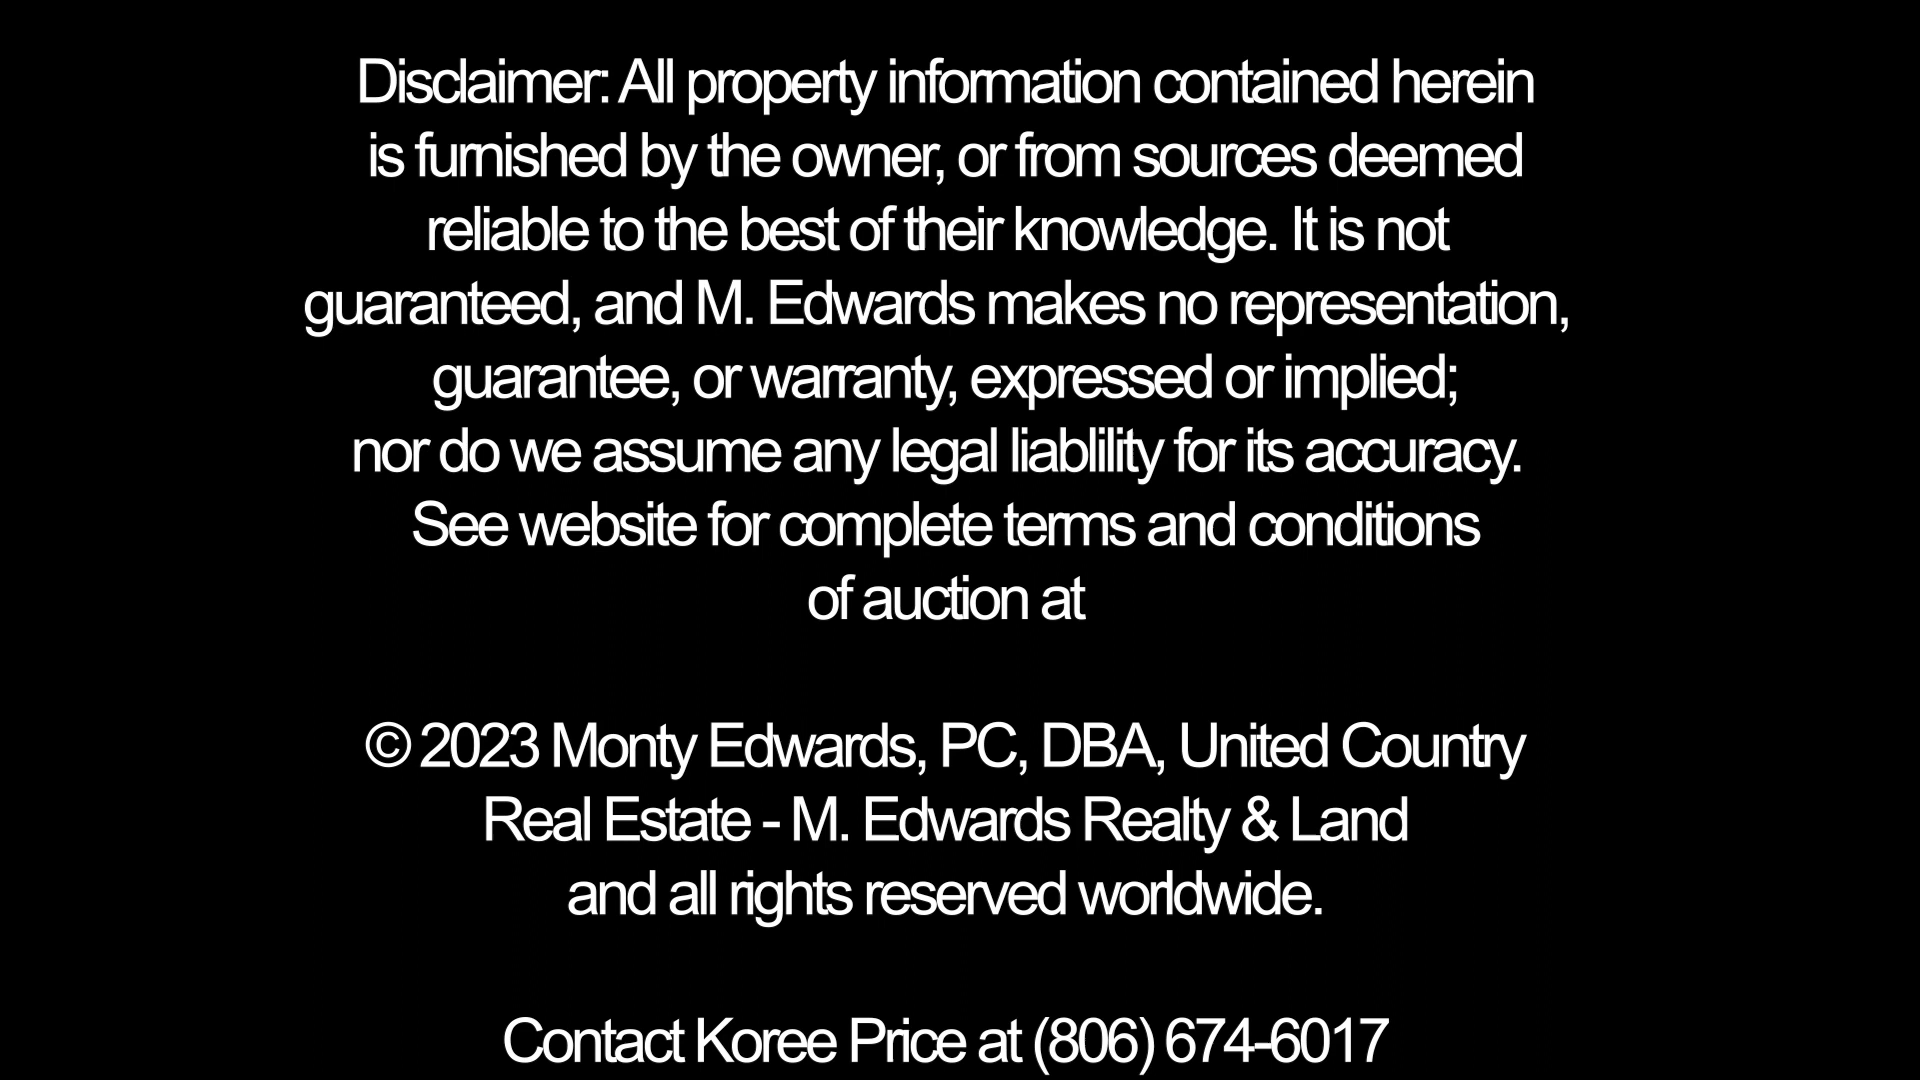 Disclaimer: All property information contained herein
is furnished by the owner, or from sources deemed
reliable to the best of their knowledge. It is not
guaranteed, and M. Edwards makes no representation,
guarantee, or warranty, expressed or implied;
nor do we assume any legal liablility for its accuracy.
See website for complete terms and conditions
of auction at
© 2023 Monty Edwards, PC, DBA, United Country
Real Estate - M. Edwards Realty & Land
and all rights reserved worldwide.
Contact Koree Price at (806) 674-6017